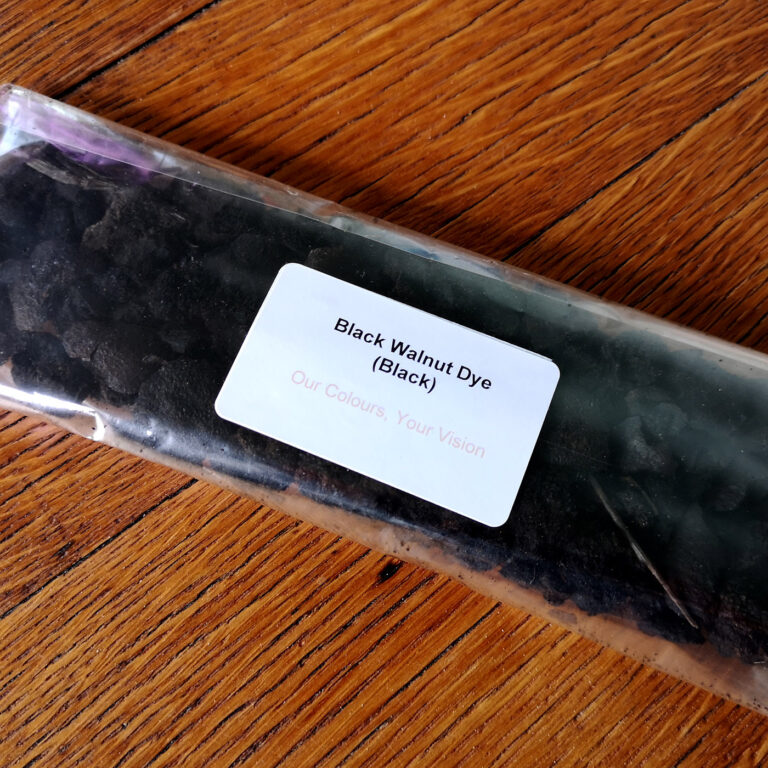 Black Walnut Dye
(Black)
Our Colours, Your Vision